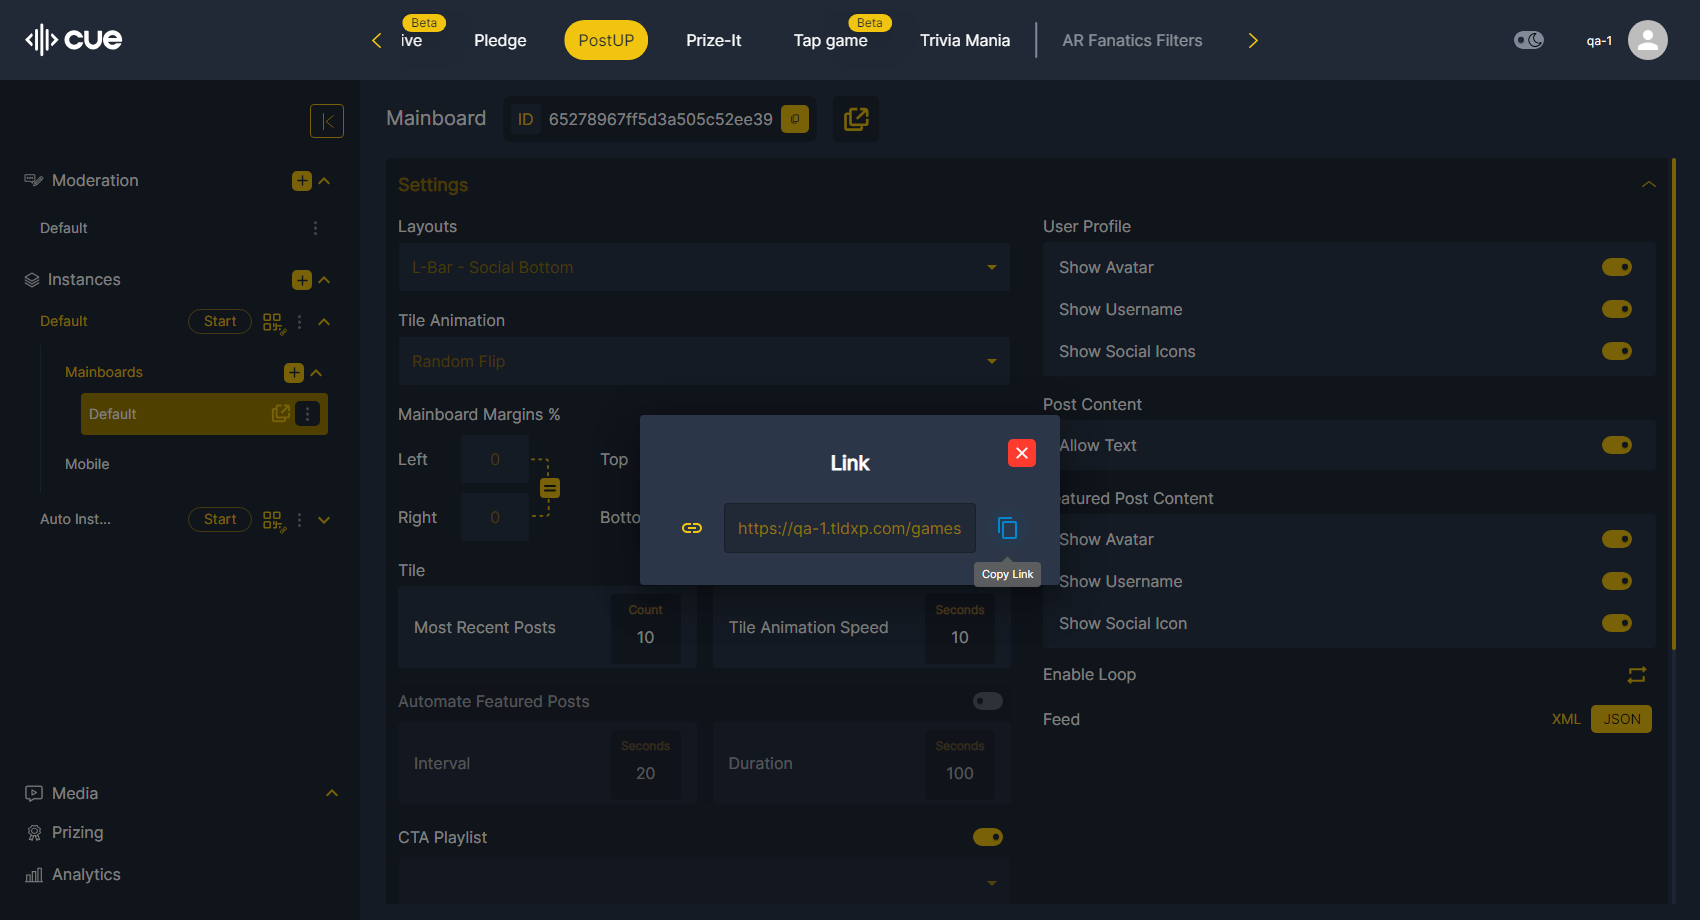 cue
Beta
ive
Pledge
PostUP
Prize-It
Beta
Tap game
Trivia Mania
AR Fanatics Filters
qa-1
Moderation
Default
Instances
Default
Start
Mainboards
Default
Mobile
Auto Inst...
Start
Media
Prizing
Analytics
Mainboard
ID
65278967ff5d3a505c52ee39
Settings
Layouts
L-Bar - Social Bottom
Tile Animation
Random Flip
Mainboard Margins %
Left
0
Top
Right
0
Botto
Tile
Most Recent Posts
Count
10
Tile Animation Speed
Seconds
10
Automate Featured Posts
Interval
Seconds
20
Duration
Seconds
100
CTA Playlist
User Profile
Show Avatar
Show Username
Show Social Icons
Post Content
Allow Text
atured Post Content
Show Avatar
Show Username
Show Social Icon
Enable Loop
Feed
XML
JSON
Link
https://qa-1.tldxp.com/games
Copy Link